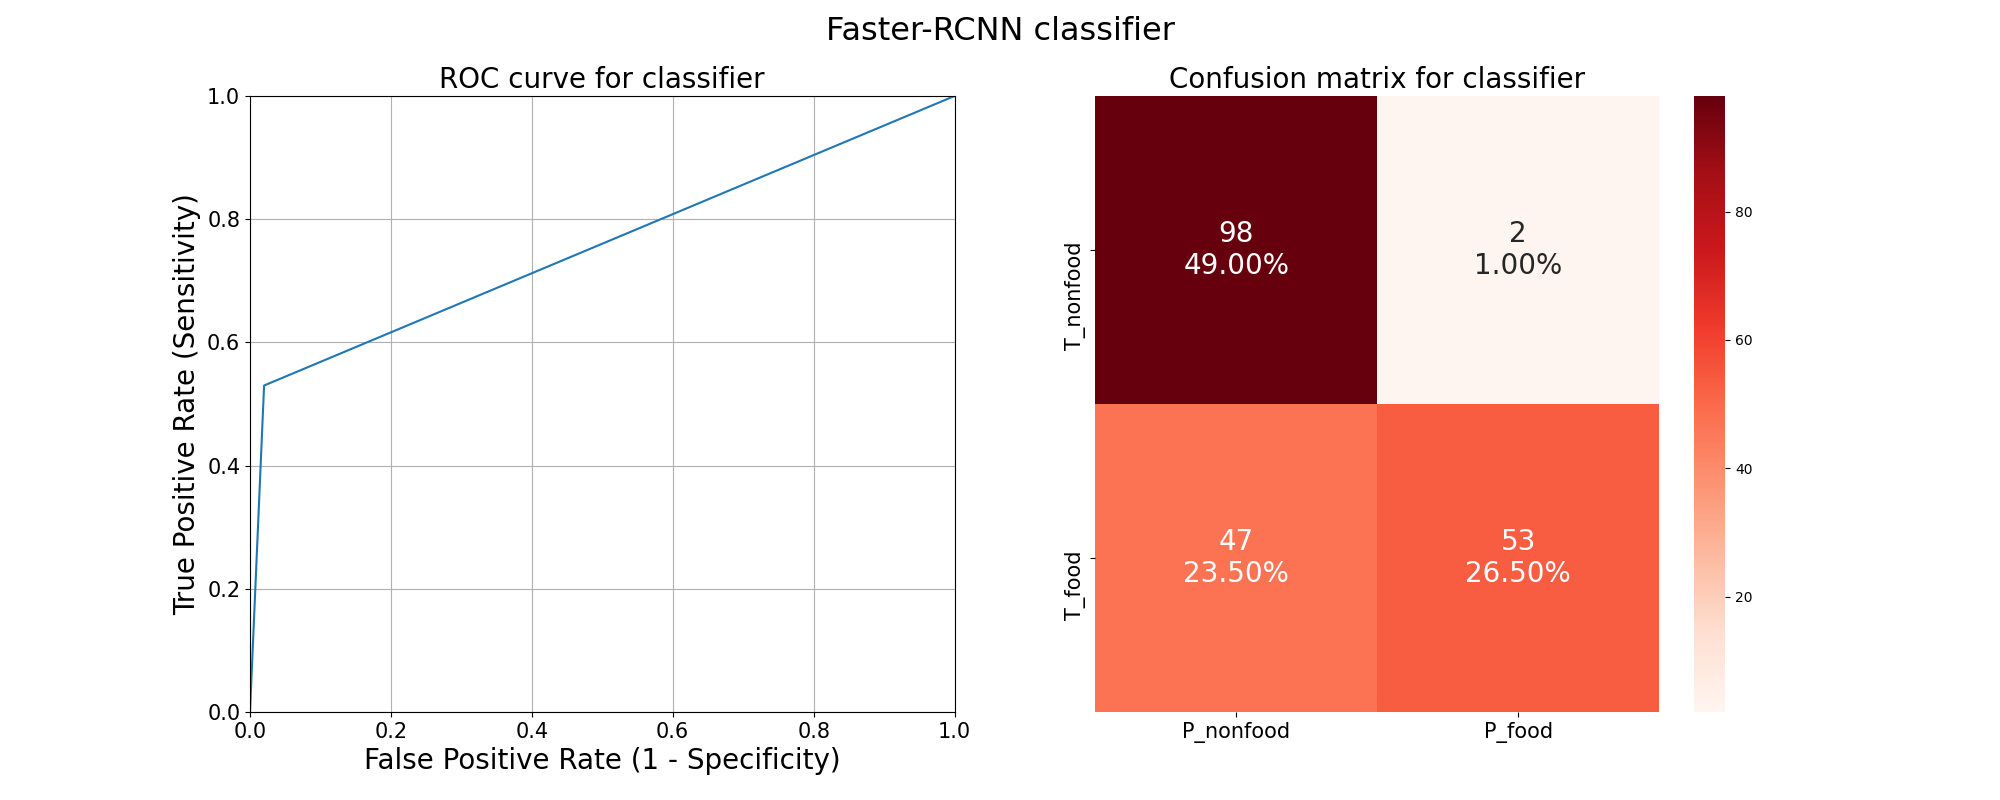 Faster-RCNN classifier
ROC curve for classifier
1.0
0.8
0.6
0.4
0.2
0.0
True Positive Rate (Sensitivity)
0.0 0.2 0.4 0.6 0.8 1.0
False Positive Rate (1 - Specificity)
Confusion matrix for classifier
T_nonfood
98
49.00%
2
1.00%
T_food
47
23.50%
53
26.50%
P_nonfood P_food
80
60
40
20